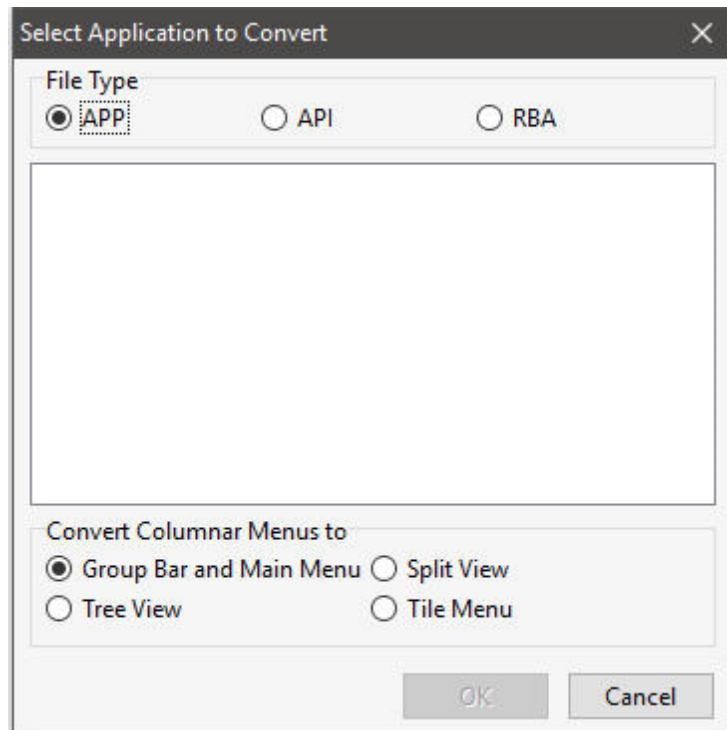 Select Application to Convert
File Type
APP API RBA
Convert Columnar Menus to
Group Bar and Main Menu Split View
Tree View Tile Menu
OK Cancel